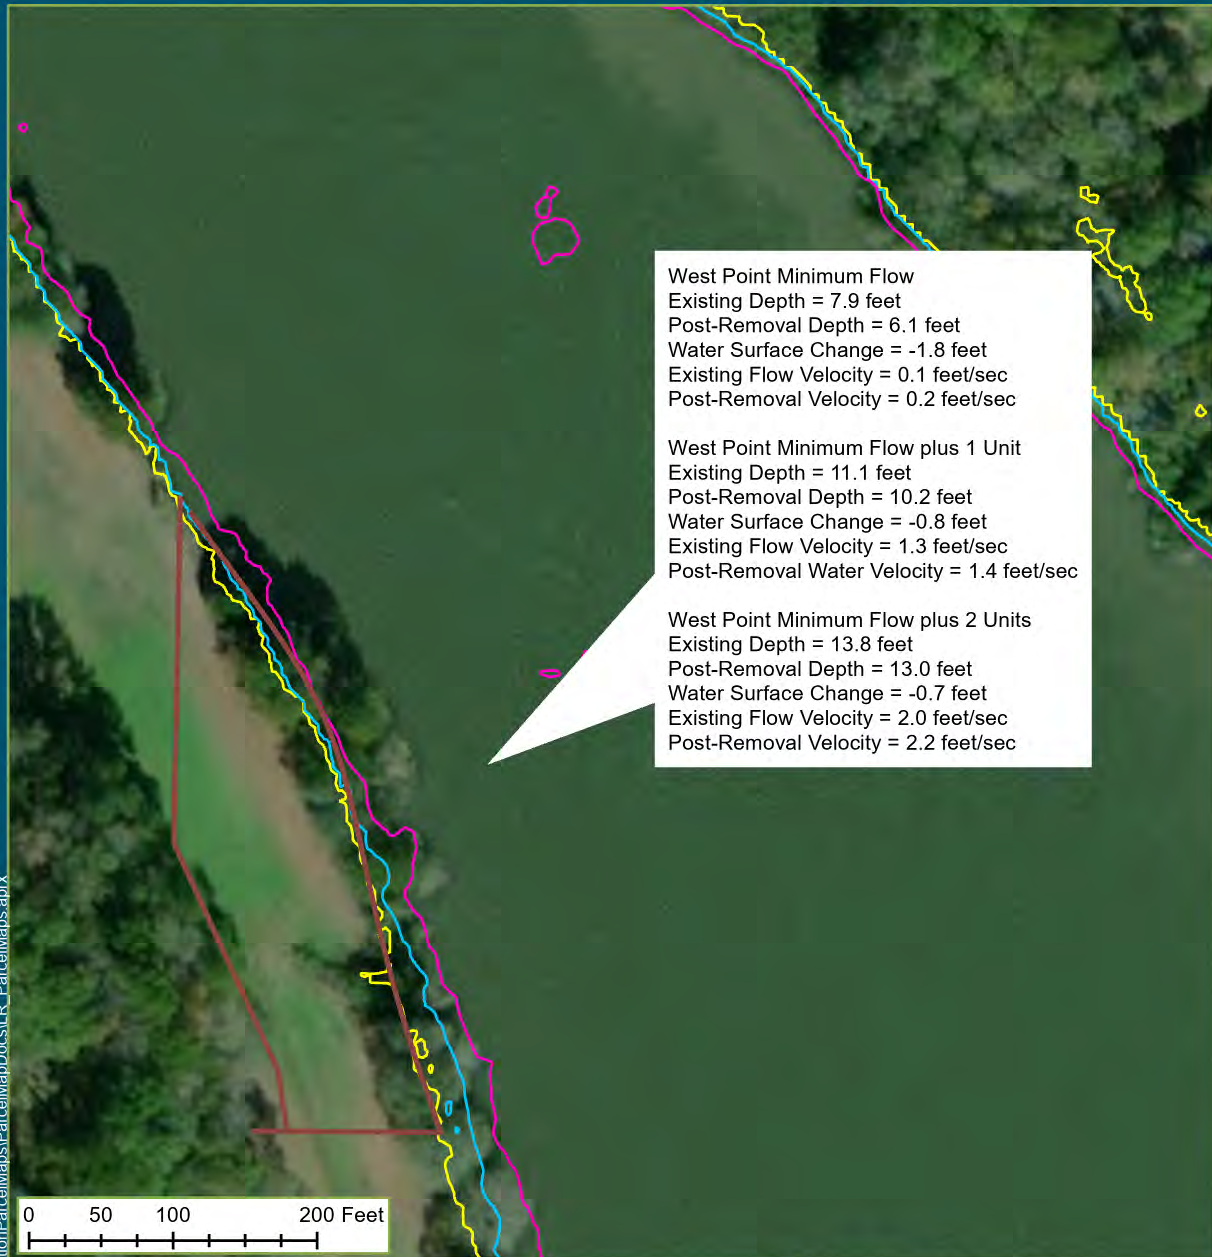 West Point Minimum Flow
Existing Depth = 7.9 feet
Post-Removal Depth = 6.1 feet
Water Surface Change = -1.8 feet
Existing Flow Velocity = 0.1 feet/sec
Post-Removal Velocity = 0.2 feet/sec
West Point Minimum Flow plus 1 Unit
Existing Depth = 11.1 feet
Post-Removal Depth = 10.2 feet
Water Surface Change = -0.8 feet
Existing Flow Velocity = 1.3 feet/sec
Post-Removal Water Velocity = 1.4 feet/sec
West Point Minimum Flow plus 2 Units
Existing Depth = 13.8 feet
Post-Removal Depth = 13.0 feet
Water Surface Change = -0.7 feet
Existing Flow Velocity = 2.0 feet/sec
Post-Removal Velocity = 2.2 feet/sec
0 50 100 200 Feet